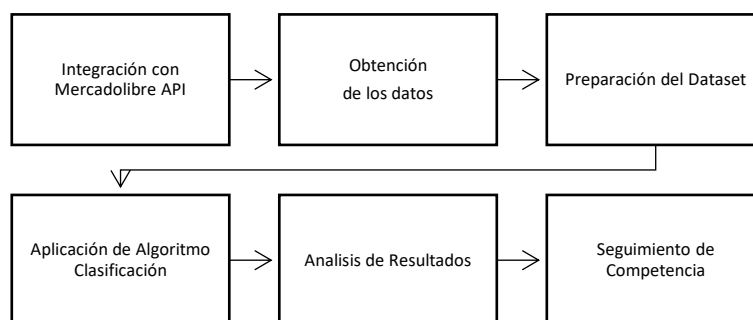 Integración con
Mercadolibre API
Obtención
de los datos
Preparación del Dataset
Aplicación de Algoritmo
Clasificación
Analisis de Resultados
Seguimiento de
Competencia